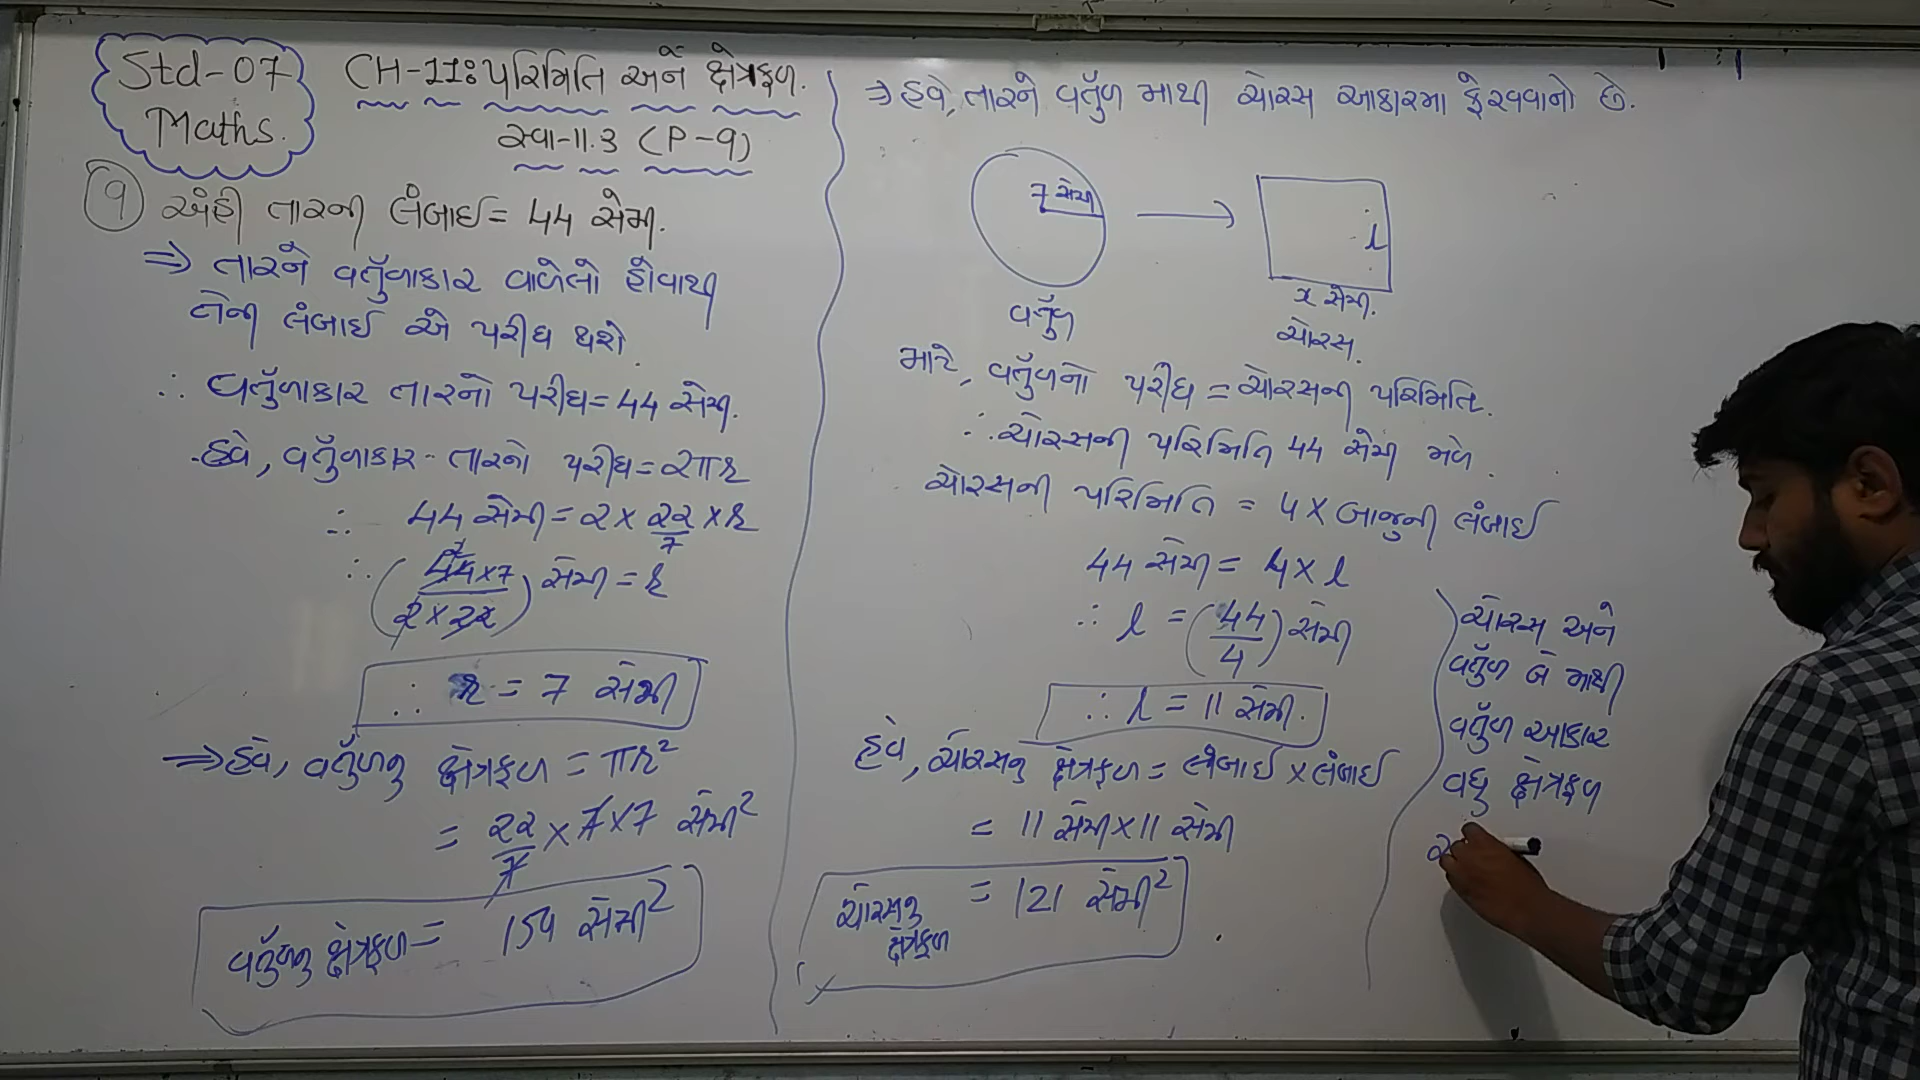 Std-07
Maths.
CH-11: પરિમિતિ અને ક્ષેત્રફળ.
સ્વા-11.3 (P-9)
9 અહી તારની લંબાઈ = 44 સેમી.
⇒ તારને વર્તુળાકાર વાળેલો હોવાથી
તેની લંબાઈ એ પરીઘ થશે.
∴ વર્તુળાકાર તારનો પરીઘ = 44 સેમી.
હવે, વર્તુળાકાર તારનો પરીઘ = 2πr
∴ 44 સેમી = 2 × 22/7 × r
∴ (44×7 / 2×22) સેમી = r
∴ r = 7 સેમી
⇒ હવે, વર્તુળનુ ક્ષેત્રફળ = πr²
= 22/7 × 7×7 સેમી²
વર્તુળનુ ક્ષેત્રફળ = 154 સેમી²
⇒ હવે, તારને વર્તુળ માથી ચોરસ આકારમા ફેરવવાનો છે.
7 સેમી
l
x સેમી.
વર્તુળ
ચોરસ.
માટે, વર્તુળનો પરીઘ = ચોરસની પરિમિતિ.
∴ ચોરસની પરિમિતિ 44 સેમી મળે.
ચોરસની પરિમિતિ = 4 × બાજુની લંબાઈ
44 સેમી = 4 × l
∴ l = (44/4) સેમી
∴ l = 11 સેમી.
હવે, ચોરસનુ ક્ષેત્રફળ = લંબાઈ × લંબાઈ
= 11 સેમી × 11 સેમી
ચોરસનુ ક્ષેત્રફળ = 121 સેમી²
ચોરસ અને
વર્તુળ બે માથી
વર્તુળ આકાર
વધુ ક્ષેત્રફળ